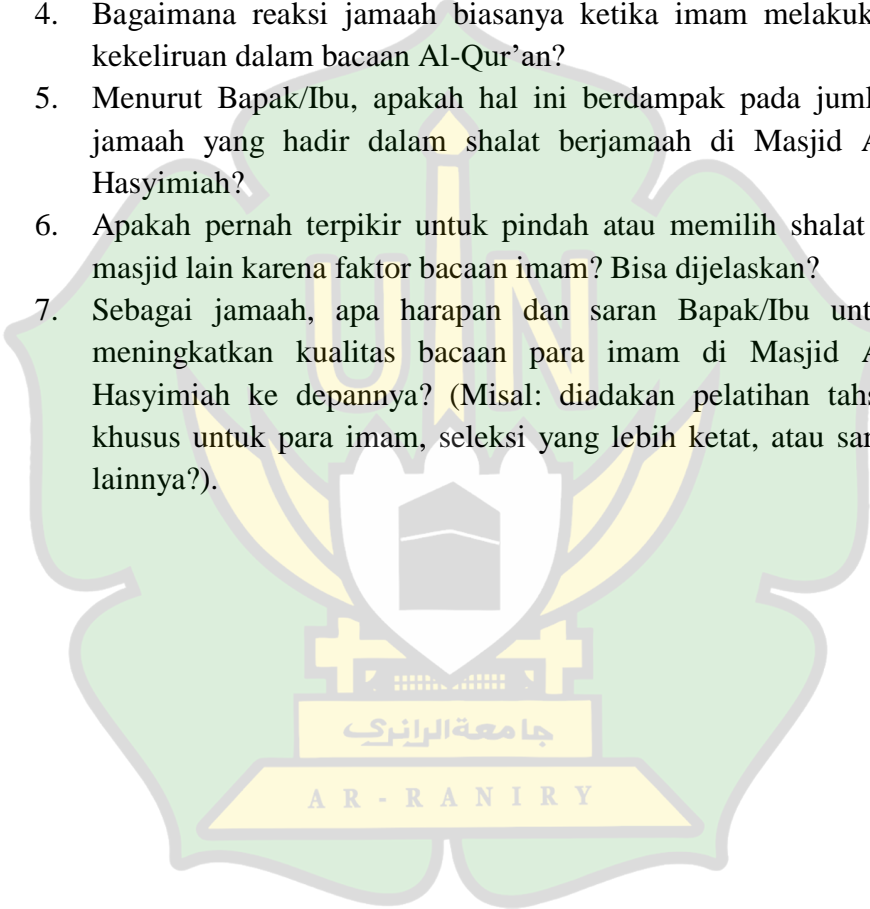 4. Bagaimana reaksi jamaah biasanya ketika imam melakuk
kekeliruan dalam bacaan Al-Qur’an?
5. Menurut Bapak/Ibu, apakah hal ini berdampak pada juml
jamaah yang hadir dalam shalat berjamaah di Masjid A
Hasyimiah?
6. Apakah pernah terpikir untuk pindah atau memilih shalat
masjid lain karena faktor bacaan imam? Bisa dijelaskan?
7. Sebagai jamaah, apa harapan dan saran Bapak/Ibu unt
meningkatkan kualitas bacaan para imam di Masjid A
Hasyimiah ke depannya? (Misal: diadakan pelatihan tahs
khusus untuk para imam, seleksi yang lebih ketat, atau sar
lainnya?).
UIN
جامعة الرانري
AR-RANIRY